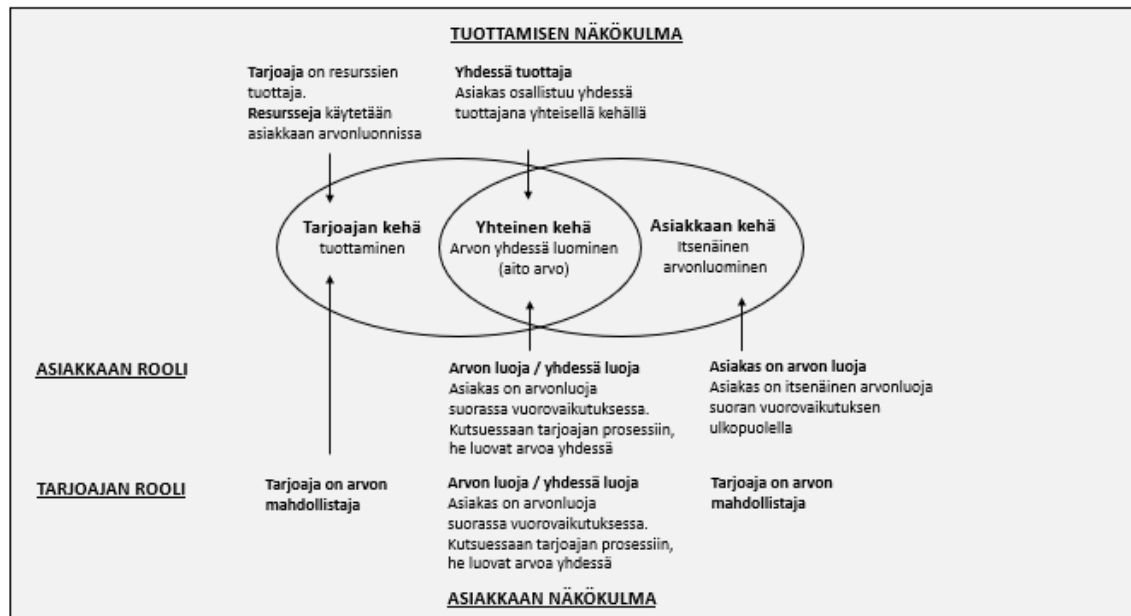 TUOTTAMISEN NÄKÖKULMA
Tarjoaja on resurssien
tuottaja.
Resursseja käytetään
asiakkaan arvonluonnissa
Yhdessä tuottaja
Asiakas osallistuu yhdessä
tuottajana yhteisellä kehällä
Tarjoajan kehä
tuottaminen
Yhteinen kehä
Arvon yhdessä luominen
(aito arvo)
Asiakkaan kehä
Itsenäinen
arvonluominen
ASIAKKAAN ROOLI
Arvon luoja / yhdessä luoja
Asiakas on arvonluoja
suorassa vuorovaikutuksessa.
Kutsuessaan tarjoajan prosessiin,
he luovat arvoa yhdessä
Asiakas on arvon luoja
Asiakas on itsenäinen arvonluoja
suoran vuorovaikutuksen
ulkopuolella
TARJOAJAN ROOLI
Tarjoaja on arvon
mahdollistaja
Arvon luoja / yhdessä luoja
Asiakas on arvonluoja
suorassa vuorovaikutuksessa.
Kutsuessaan tarjoajan prosessiin,
he luovat arvoa yhdessä
Tarjoaja on arvon
mahdollistaja
ASIAKKAAN NÄKÖKULMA